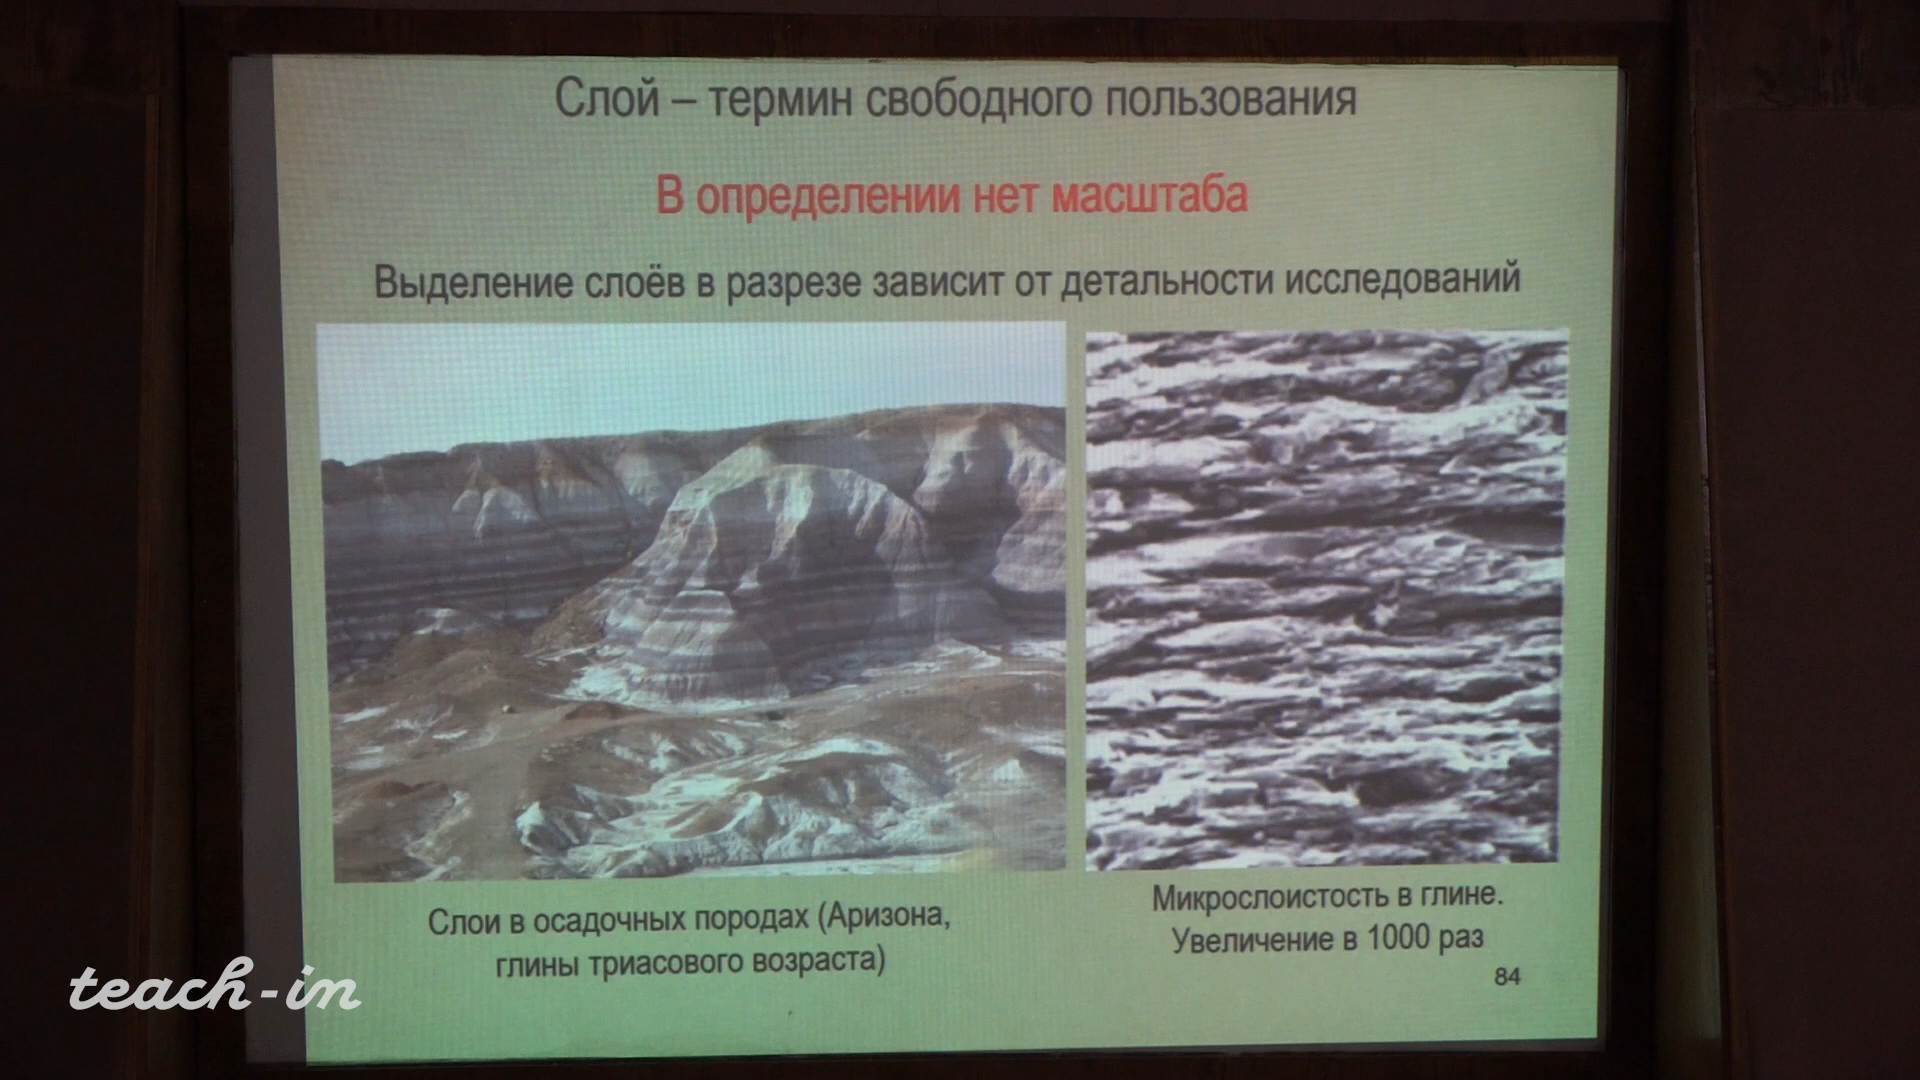 Слой – термин свободного пользования
В определении нет масштаба
Выделение слоёв в разрезе зависит от детальности исследований
Слои в осадочных породах (Аризона,
глины триасового возраста)
Микрослоистость в глине.
Увеличение в 1000 раз
84
teach-in